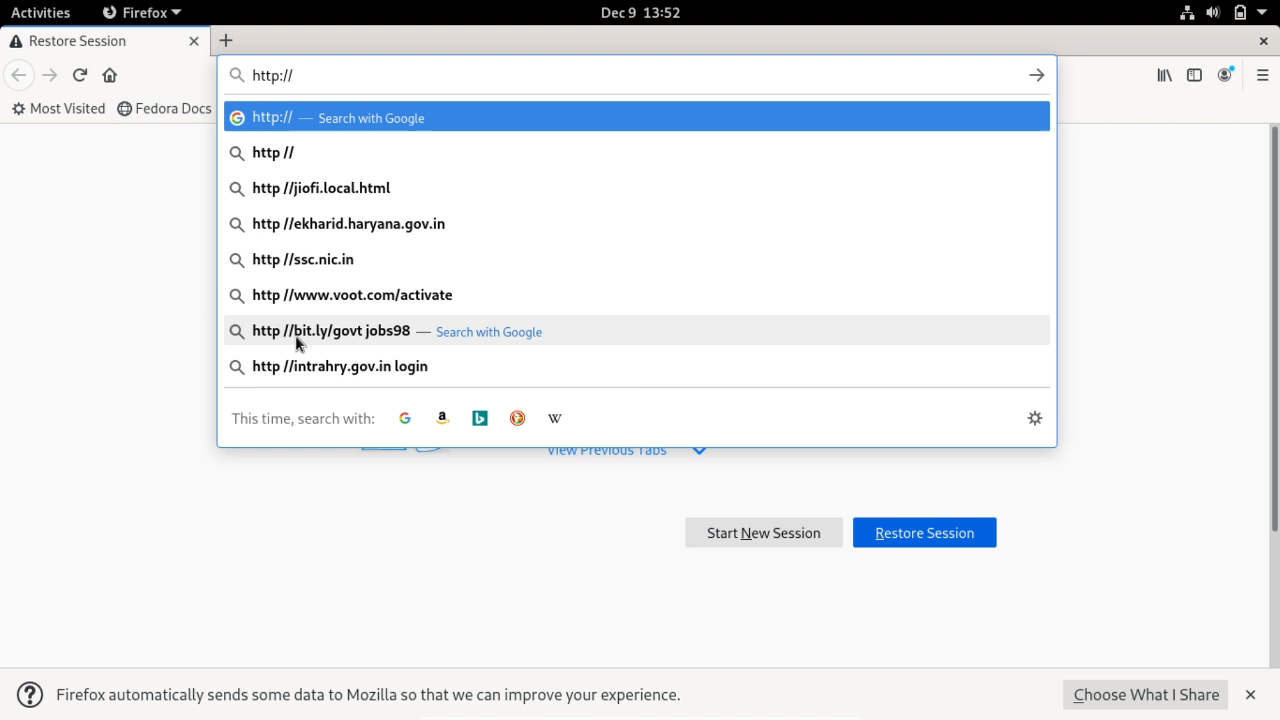 Activities Firefox Dec 9 13:52
Restore Session
http://
Most Visited Fedora Docs
http:// — Search with Google
http //
http //jiofi.local.html
http //ekharid.haryana.gov.in
http //ssc.nic.in
http //www.voot.com/activate
http //bit.ly/govt jobs98 — Search with Google
http //intrahry.gov.in login
This time, search with: G a b W
View Previous Tabs
Start New Session Restore Session
Firefox automatically sends some data to Mozilla so that we can improve your experience. Choose What I Share